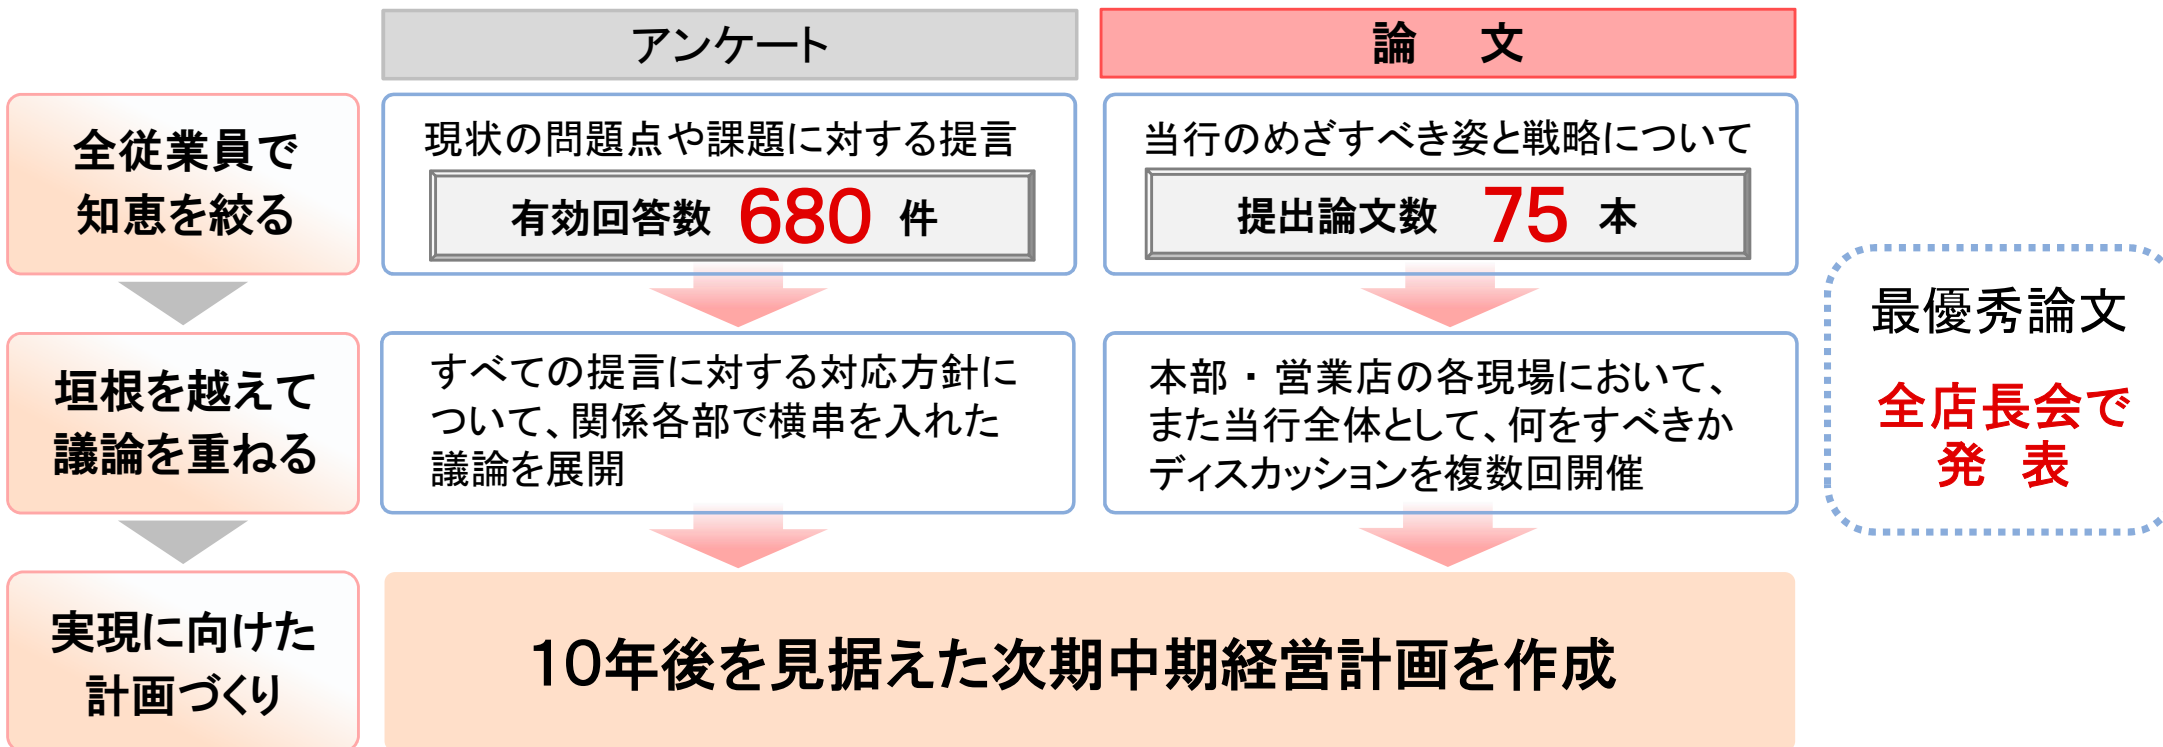 アンケート
論　文
全従業員で
知恵を絞る
現状の問題点や課題に対する提言
有効回答数 680 件
当行のめざすべき姿と戦略について
提出論文数 75 本
垣根を越えて
議論を重ねる
すべての提言に対する対応方針に
ついて、関係各部で横串を入れた
議論を展開
本部・営業店の各現場において、
また当行全体として、何をすべきか
ディスカッションを複数回開催
最優秀論文
全店長会で
発　表
実現に向けた
計画づくり
10年後を見据えた次期中期経営計画を作成